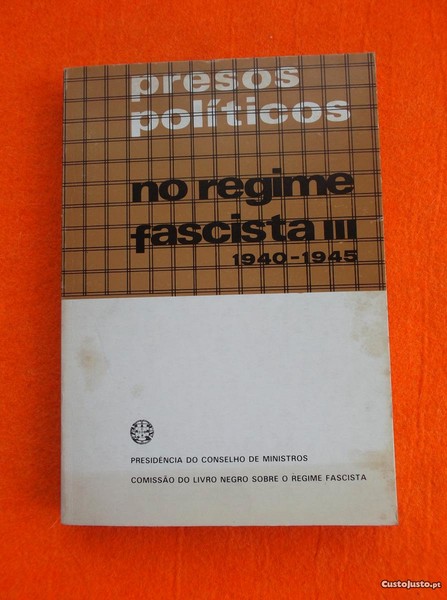 presos
políticos
no regime
fascista III
1940-1945
PRESIDÊNCIA DO CONSELHO DE MINISTROS
COMISSÃO DO LIVRO NEGRO SOBRE O REGIME FASCISTA
CustoJusto.pt